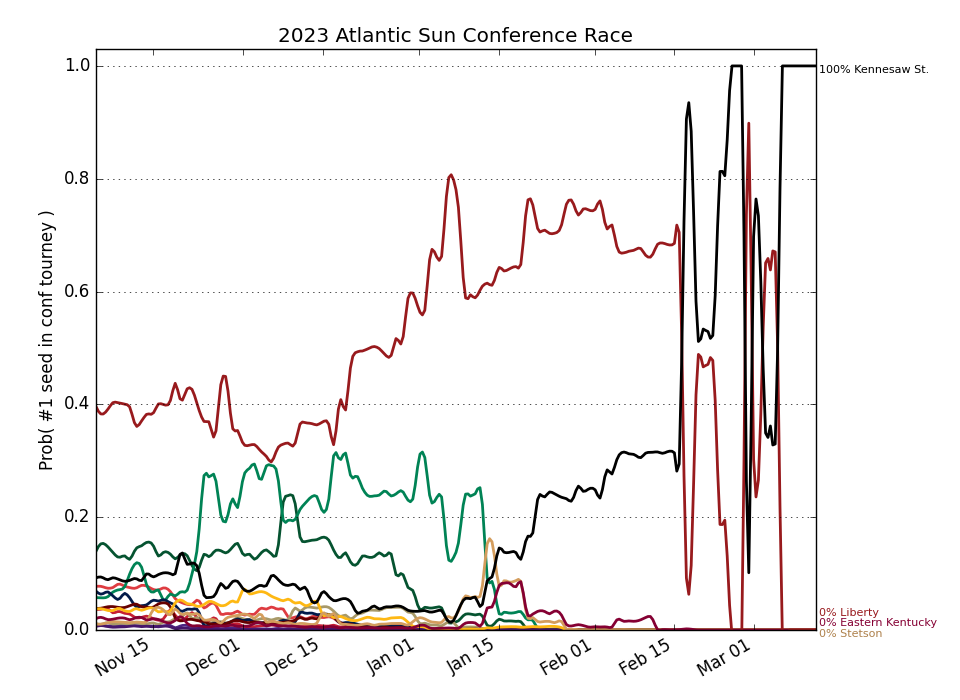 2023 Atlantic Sun Conference Race
Prob( #1 seed in conf tourney )
1.0
0.8
0.6
0.4
0.2
0.0
Nov 15
Dec 01
Dec 15
Jan 01
Jan 15
Feb 01
Feb 15
Mar 01
100% Kennesaw St.
0% Liberty
0% Eastern Kentucky
0% Stetson